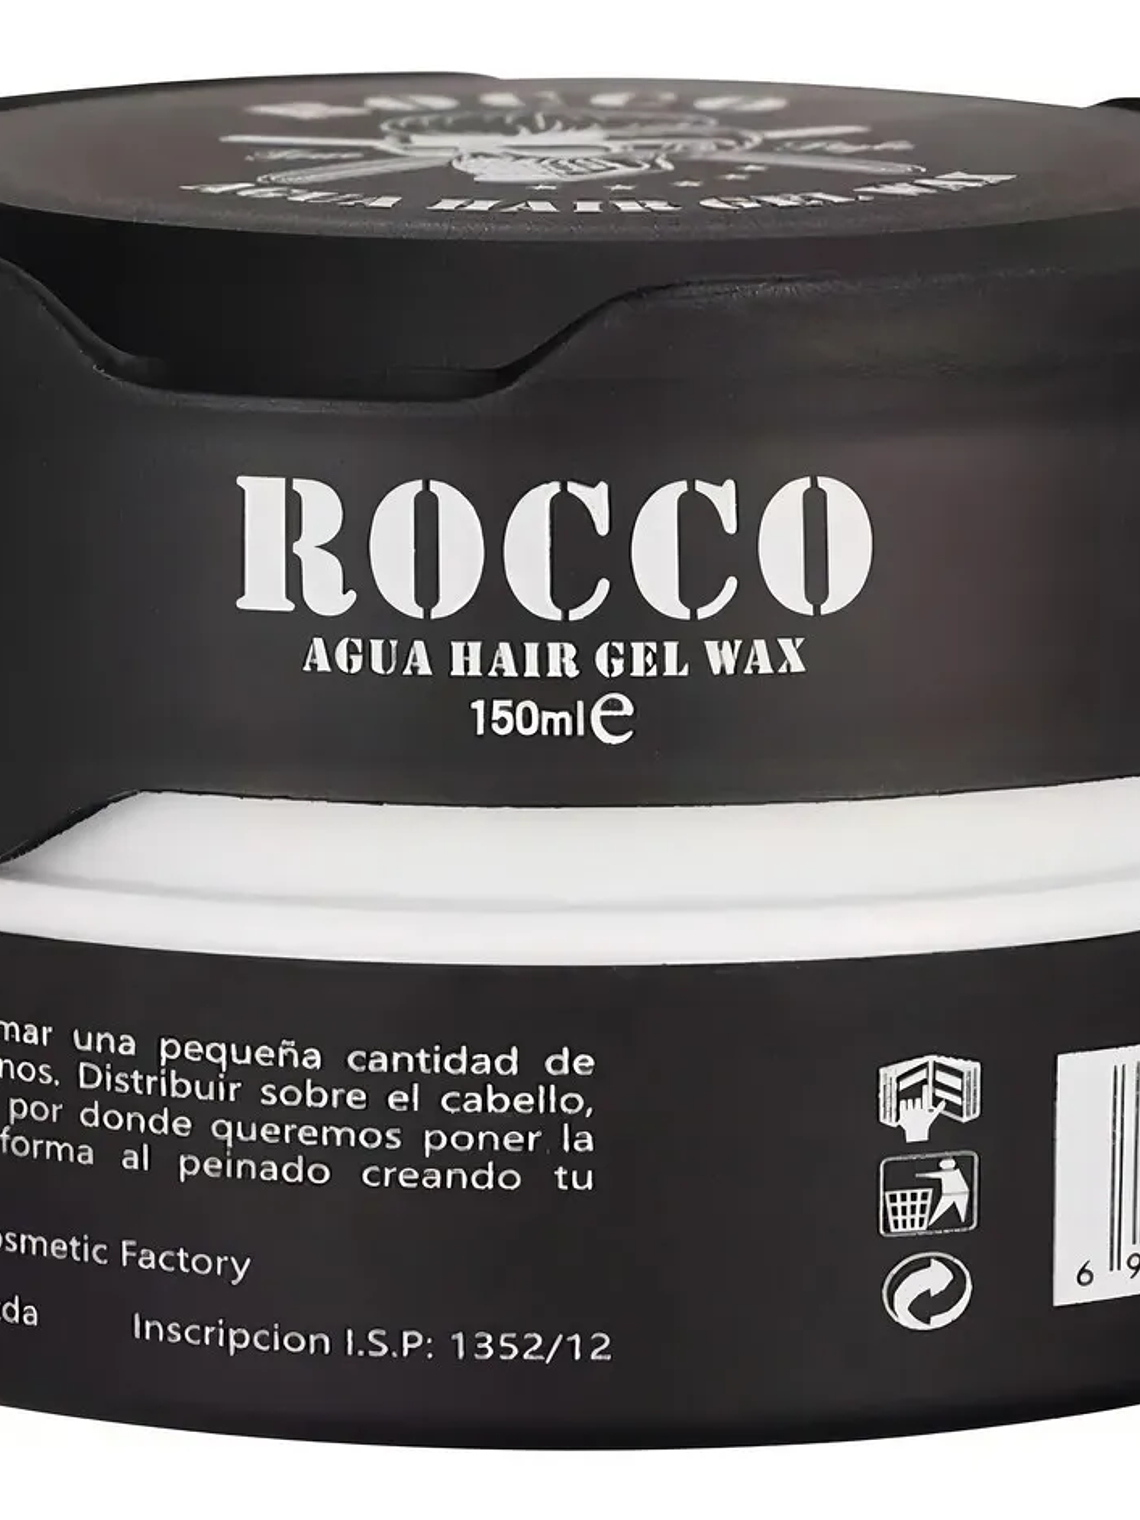 ROCCO
AGUA HAIR GEL WAX
ROCCO
AGUA HAIR GEL WAX
150ml e
mar una pequeña cantidad de
nos. Distribuir sobre el cabello,
por donde queremos poner la
forma al peinado creando tu
osmetic Factory
da
Inscripcion I.S.P: 1352/12
6 9